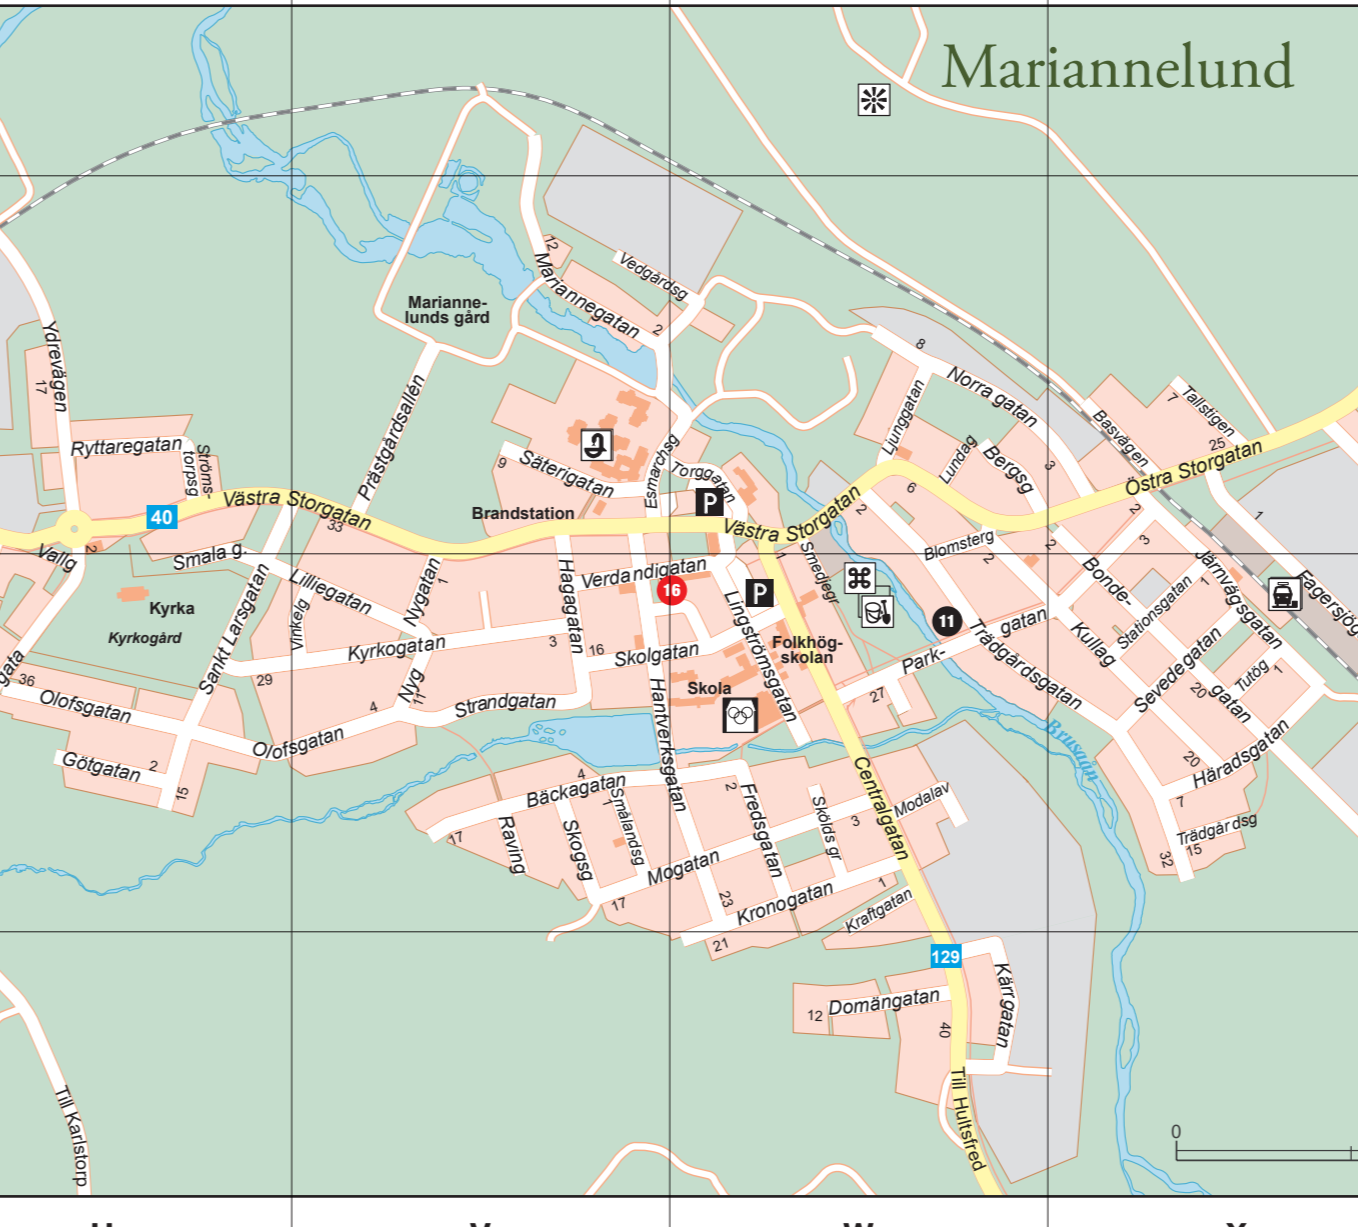 Mariannelund
12
Vedgårdsg
Mariannegatan
2
Marianne-
lunds gård
Ydrevägen
17
8
Norra gatan
Ljunggatan
Lundag
Bergsg
3
Basvägen
7
Tallstigen
25
Östra Storgatan
Ryttaregatan
Ströms-
torpsg
Prästgårdsallén
9
Säterigatan
Esmarchsg
Torggatan
P
Västra Storgatan
33
40
Brandstation
Västra Storgatan
6
2
2
1
Vallg
2
Smala g.
Lilliegatan
Nygatan
1
Hagagatan
Verdandigatan
16
P
Smedjegr
Blomsterg
2
2
3
Bonde-
gatan
Järnvägsgatan
1
Stationsgatan
Fagersjög
Kyrka
Kyrkogård
Sankt Larsgatan
Vinkelg
Kyrkogatan
3
16
Skolgatan
Lingströmsgatan
Folkhög-
skolan
11
Park-
gatan
Trädgårdsgatan
Kullag
Sevedegatan
20
Tutög
1
gata
36
Olofsgatan
29
Nyg
11
4
Strandgatan
Skola
27
Olofsgatan
Götgatan
2
15
Hantverksgatan
Brusaån
20
Häradsgatan
7
Trädgårdsg
15
32
Bäckagatan
4
1
17
Raving
Skogsg
Smålandsg
2
Fredsgatan
Skölds gr
3
Centralgatan
Modalav
Mogatan
17
23
Kronogatan
1
Kraftgatan
21
129
Kärrgatan
12
Domängatan
40
Till Hultsfred
Till Karlstorp
0